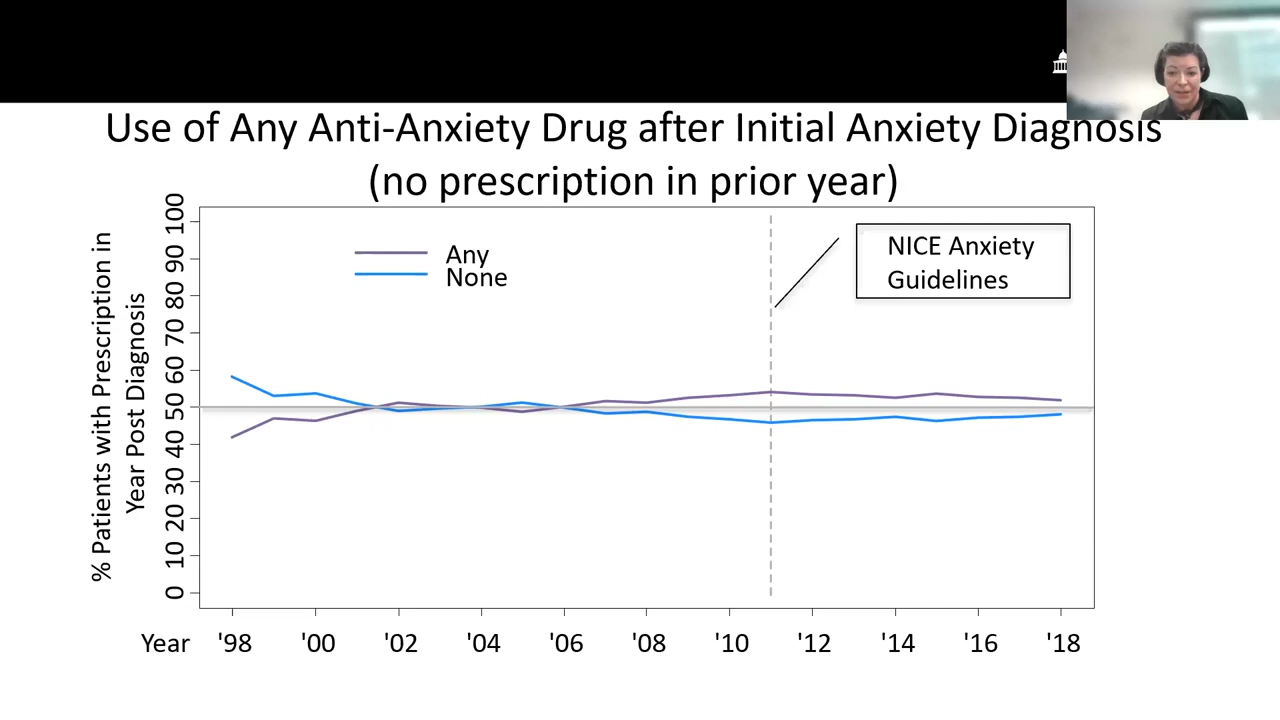 Use of Any Anti-Anxiety Drug after Initial Anxiety Diagnosis
(no prescription in prior year)
% Patients with Prescription in
Year Post Diagnosis
100
90
80
70
60
50
40
30
20
10
0
Any
None
NICE Anxiety
Guidelines
Year '98 '00 '02 '04 '06 '08 '10 '12 '14 '16 '18